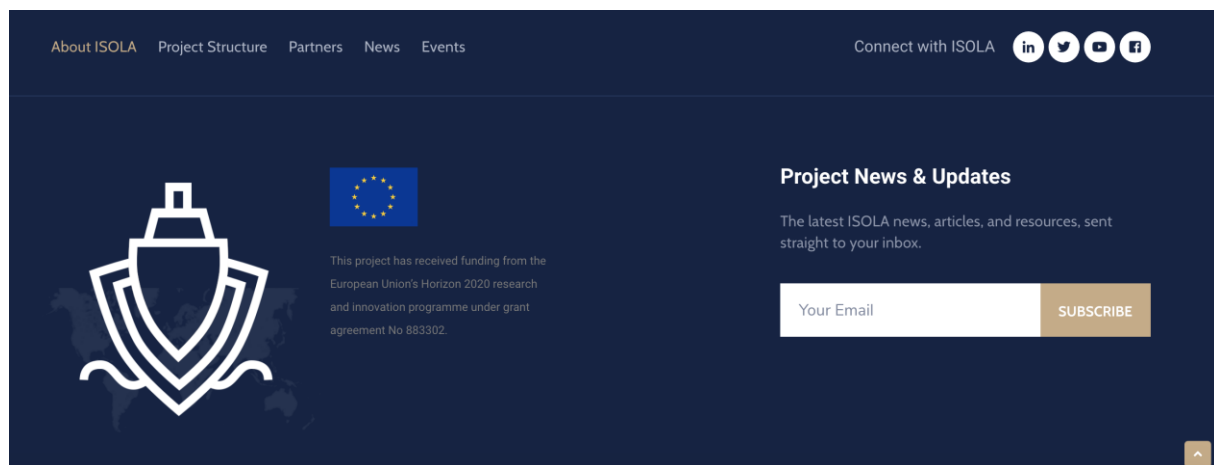 About ISOLA Project Structure Partners News Events
Connect with ISOLA
This project has received funding from the
European Union's Horizon 2020 research
and innovation programme under grant
agreement No 883302.
Project News & Updates
The latest ISOLA news, articles, and resources, sent
straight to your inbox.
Your Email
SUBSCRIBE